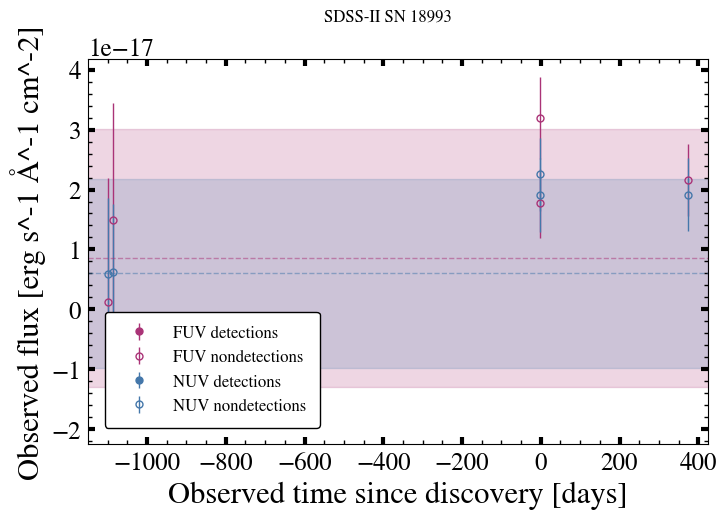 SDSS-II SN 18993
1e−17
Observed flux [erg s^-1 Å^-1 cm^-2]
4
3
2
1
0
−1
−2
FUV detections
FUV nondetections
NUV detections
NUV nondetections
−1000 −800 −600 −400 −200 0 200 400
Observed time since discovery [days]